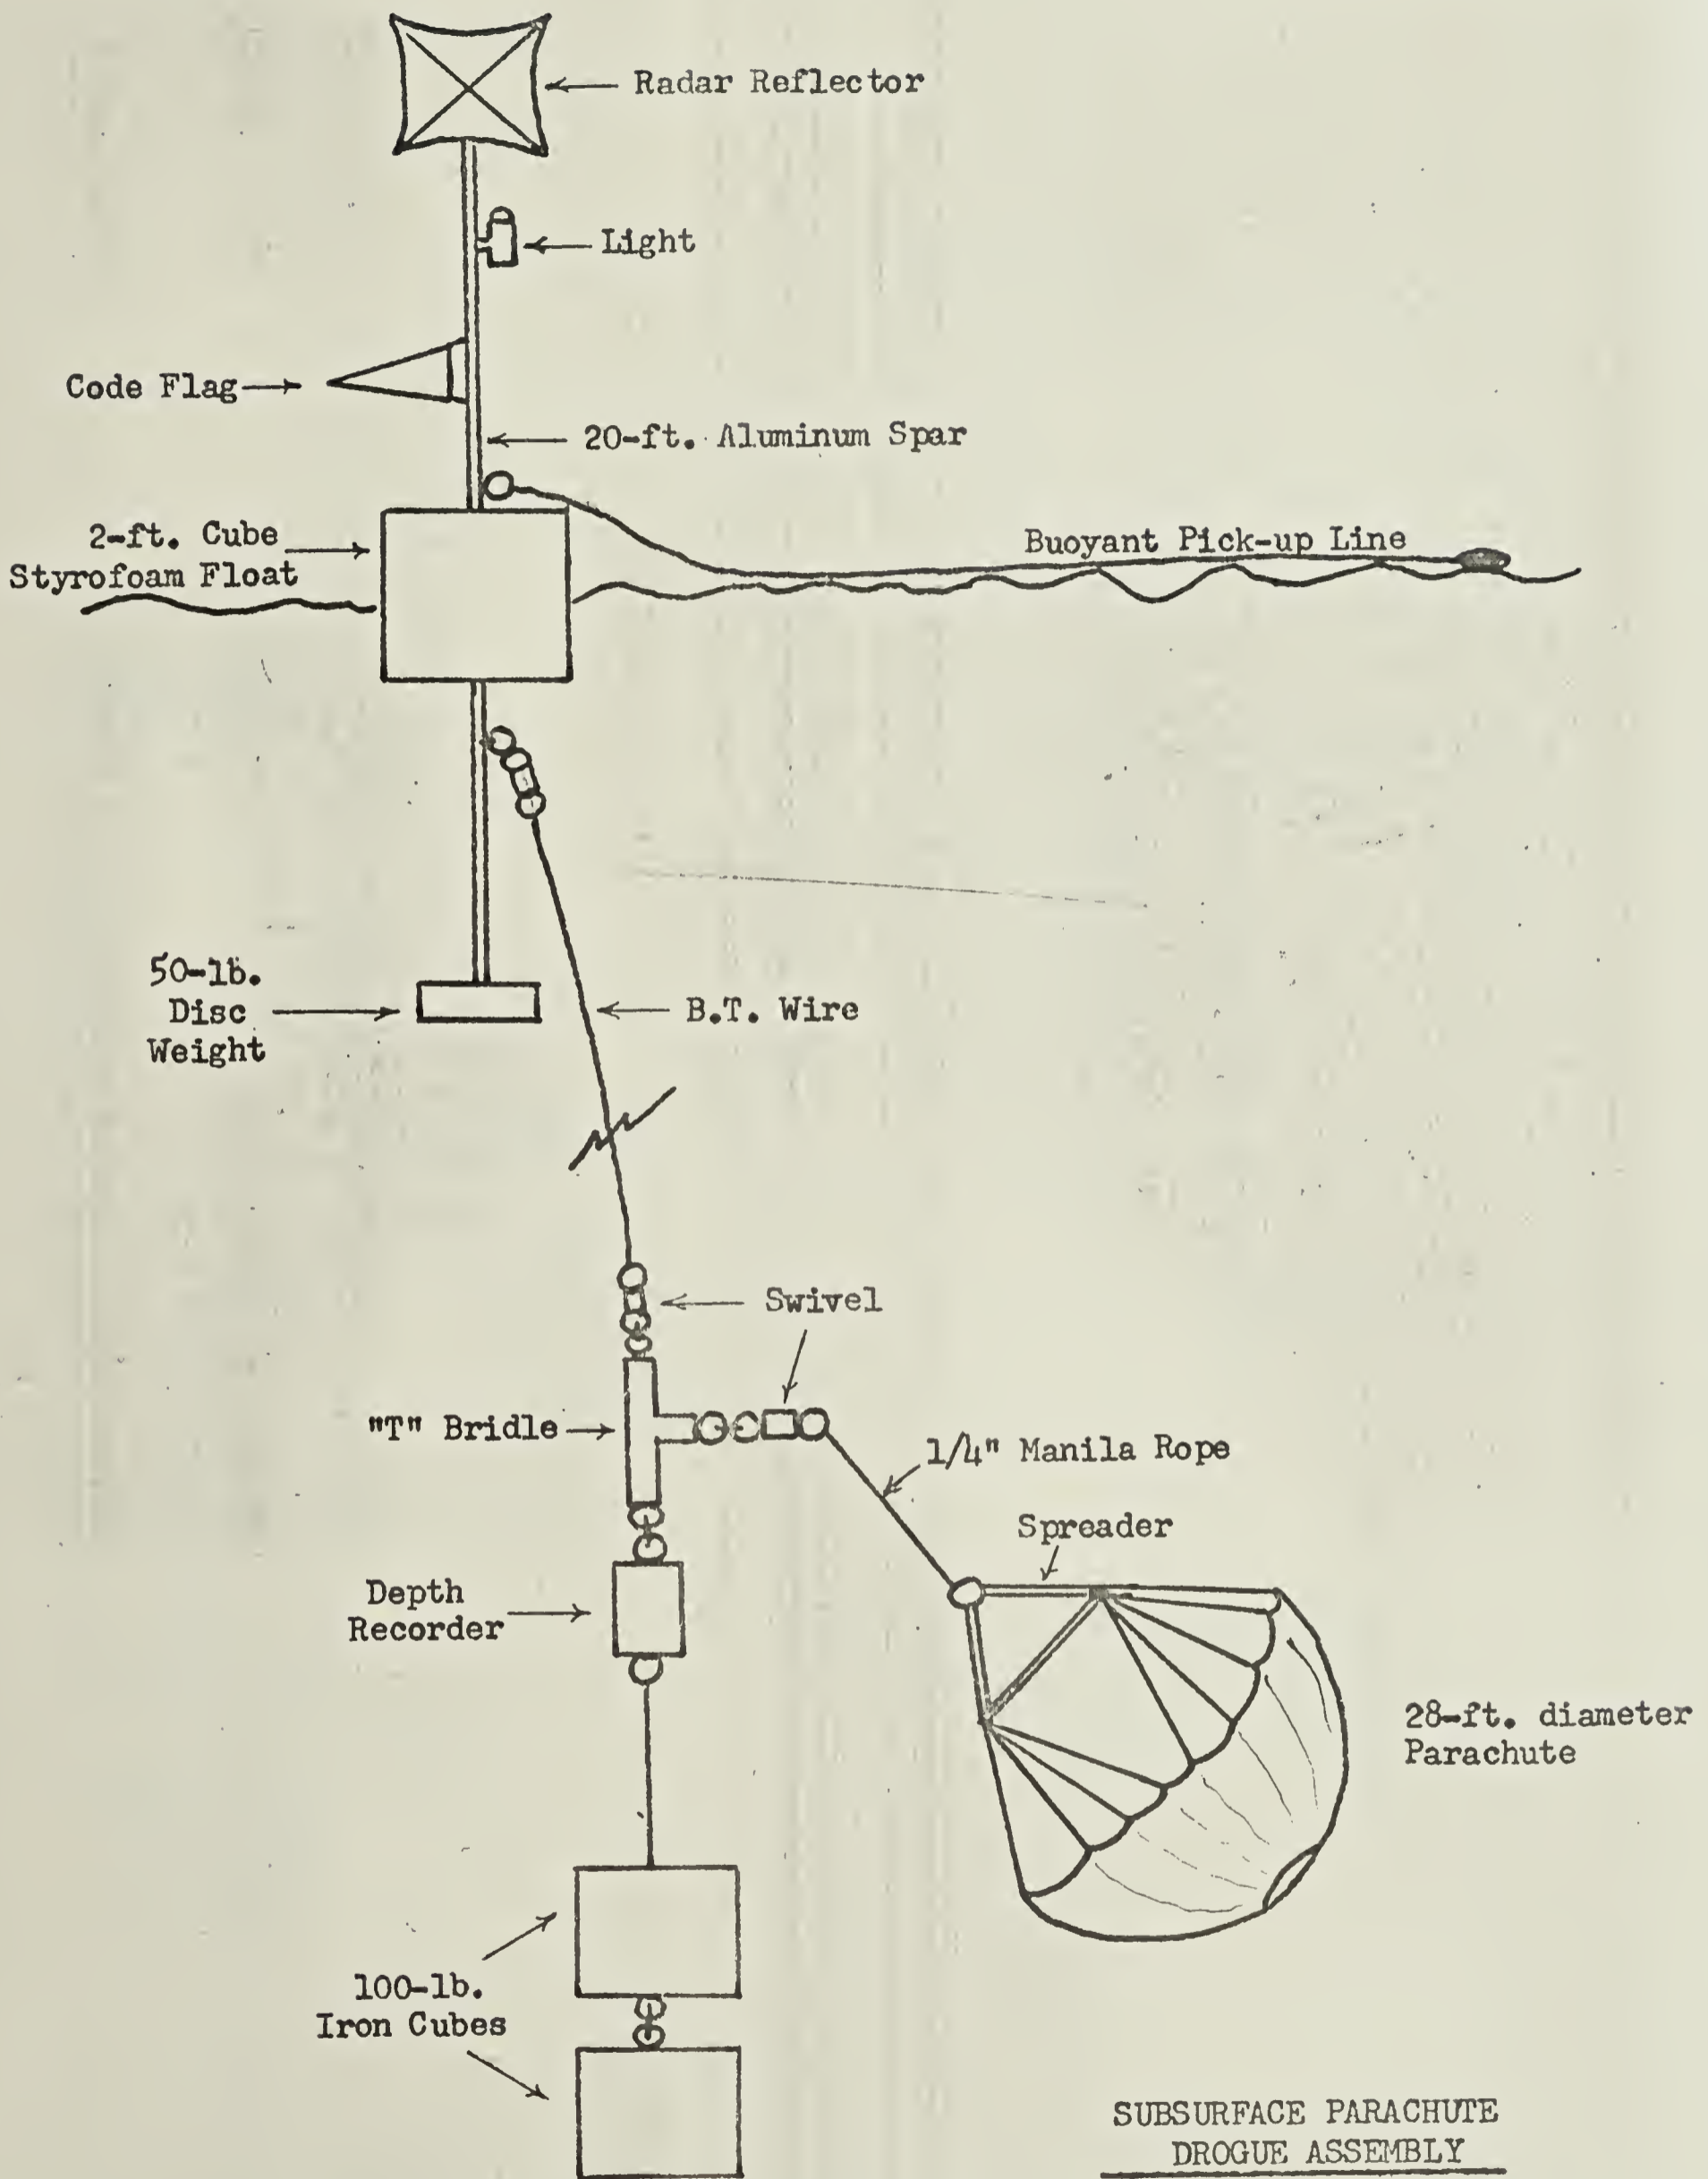 Radar Reflector
Light
Code Flag
20-ft. Aluminum Spar
2-ft. Cube
Styrofoam Float
Buoyant Pick-up Line
50-lb.
Disc
Weight
B.T. Wire
Swivel
"T" Bridle
1/4" Manila Rope
Spreader
Depth
Recorder
28-ft. diameter
Parachute
100-lb.
Iron Cubes
SUBSURFACE PARACHUTE
DROGUE ASSEMBLY